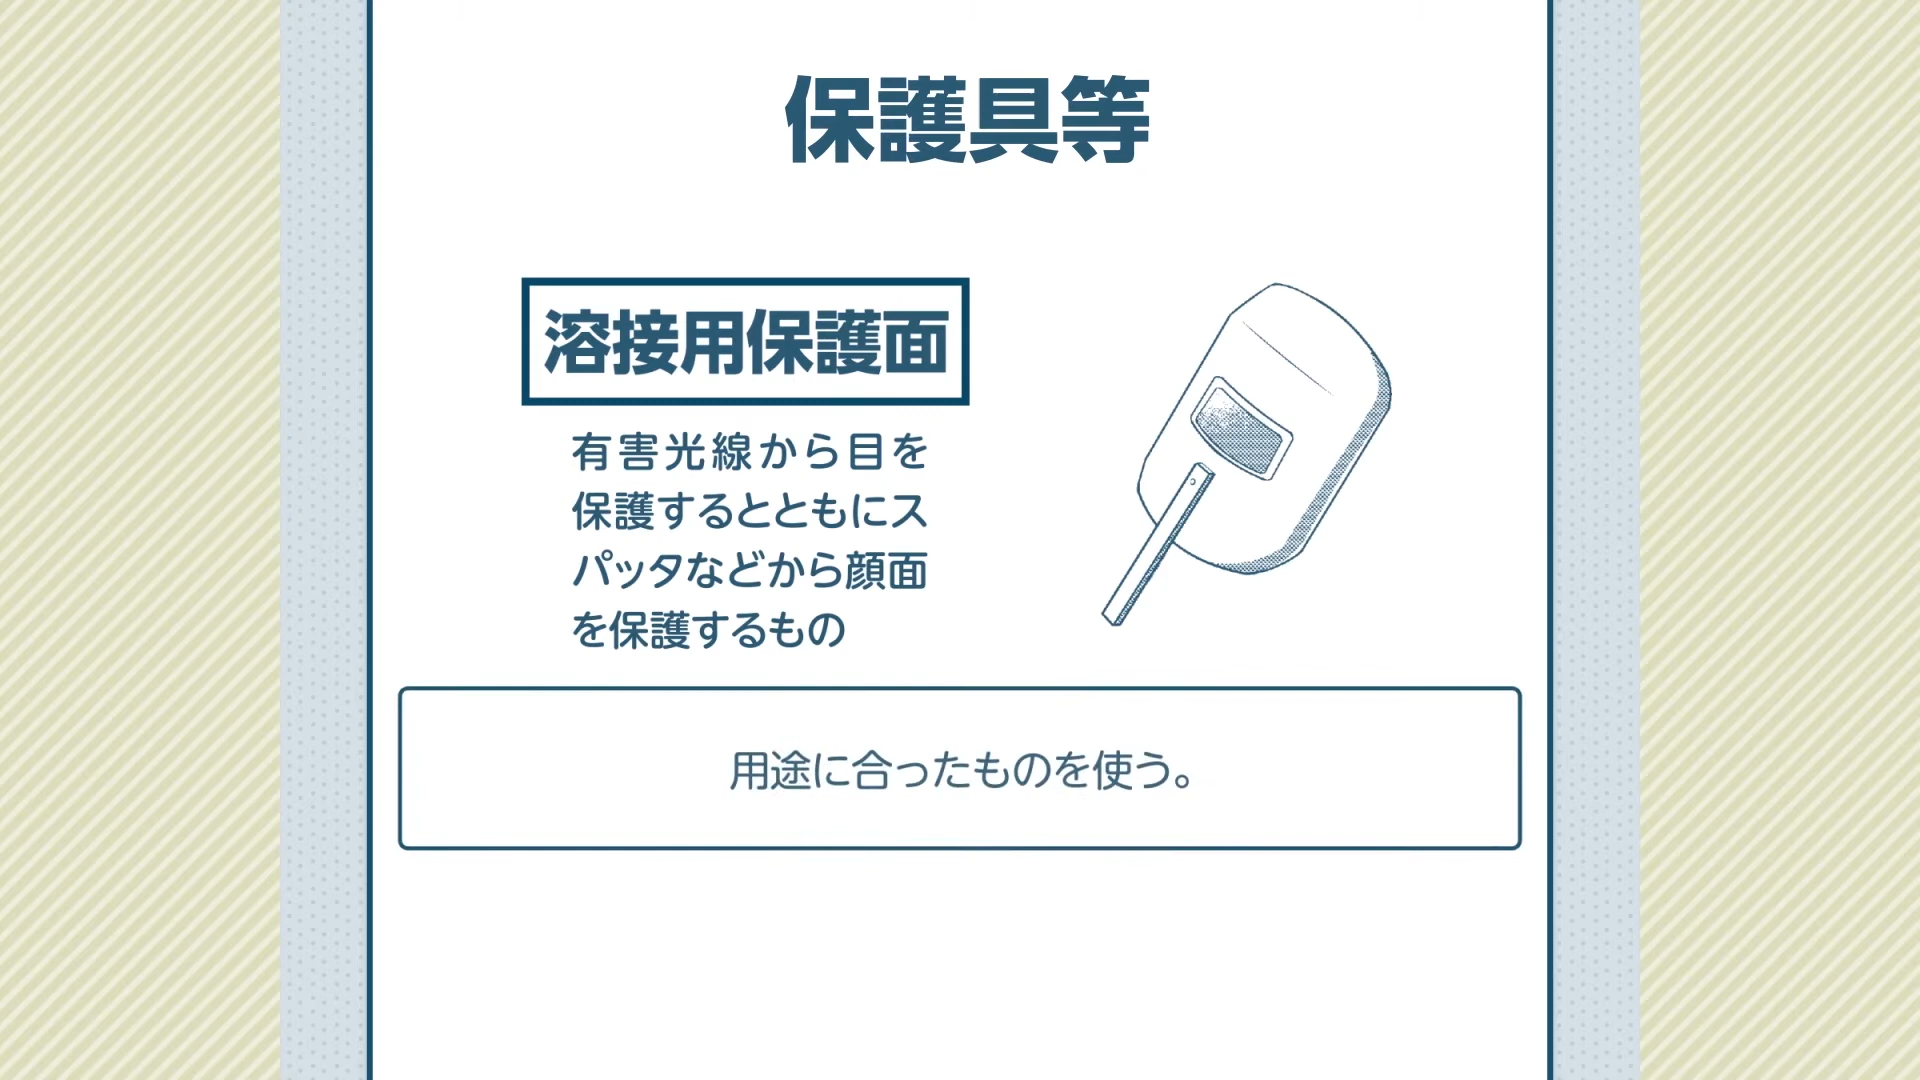 保護具等
溶接用保護面
有害光線から目を
保護するとともにス
パッタなどから顔面
を保護するもの
用途に合ったものを使う。